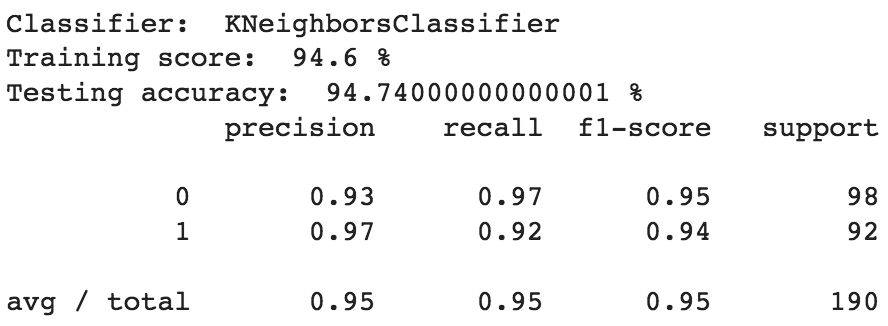 Classifier:  KNeighborsClassifier
Training score:  94.6 %
Testing accuracy:  94.74000000000001 %
             precision    recall  f1-score   support

          0       0.93      0.97      0.95        98
          1       0.97      0.92      0.94        92

avg / total       0.95      0.95      0.95       190